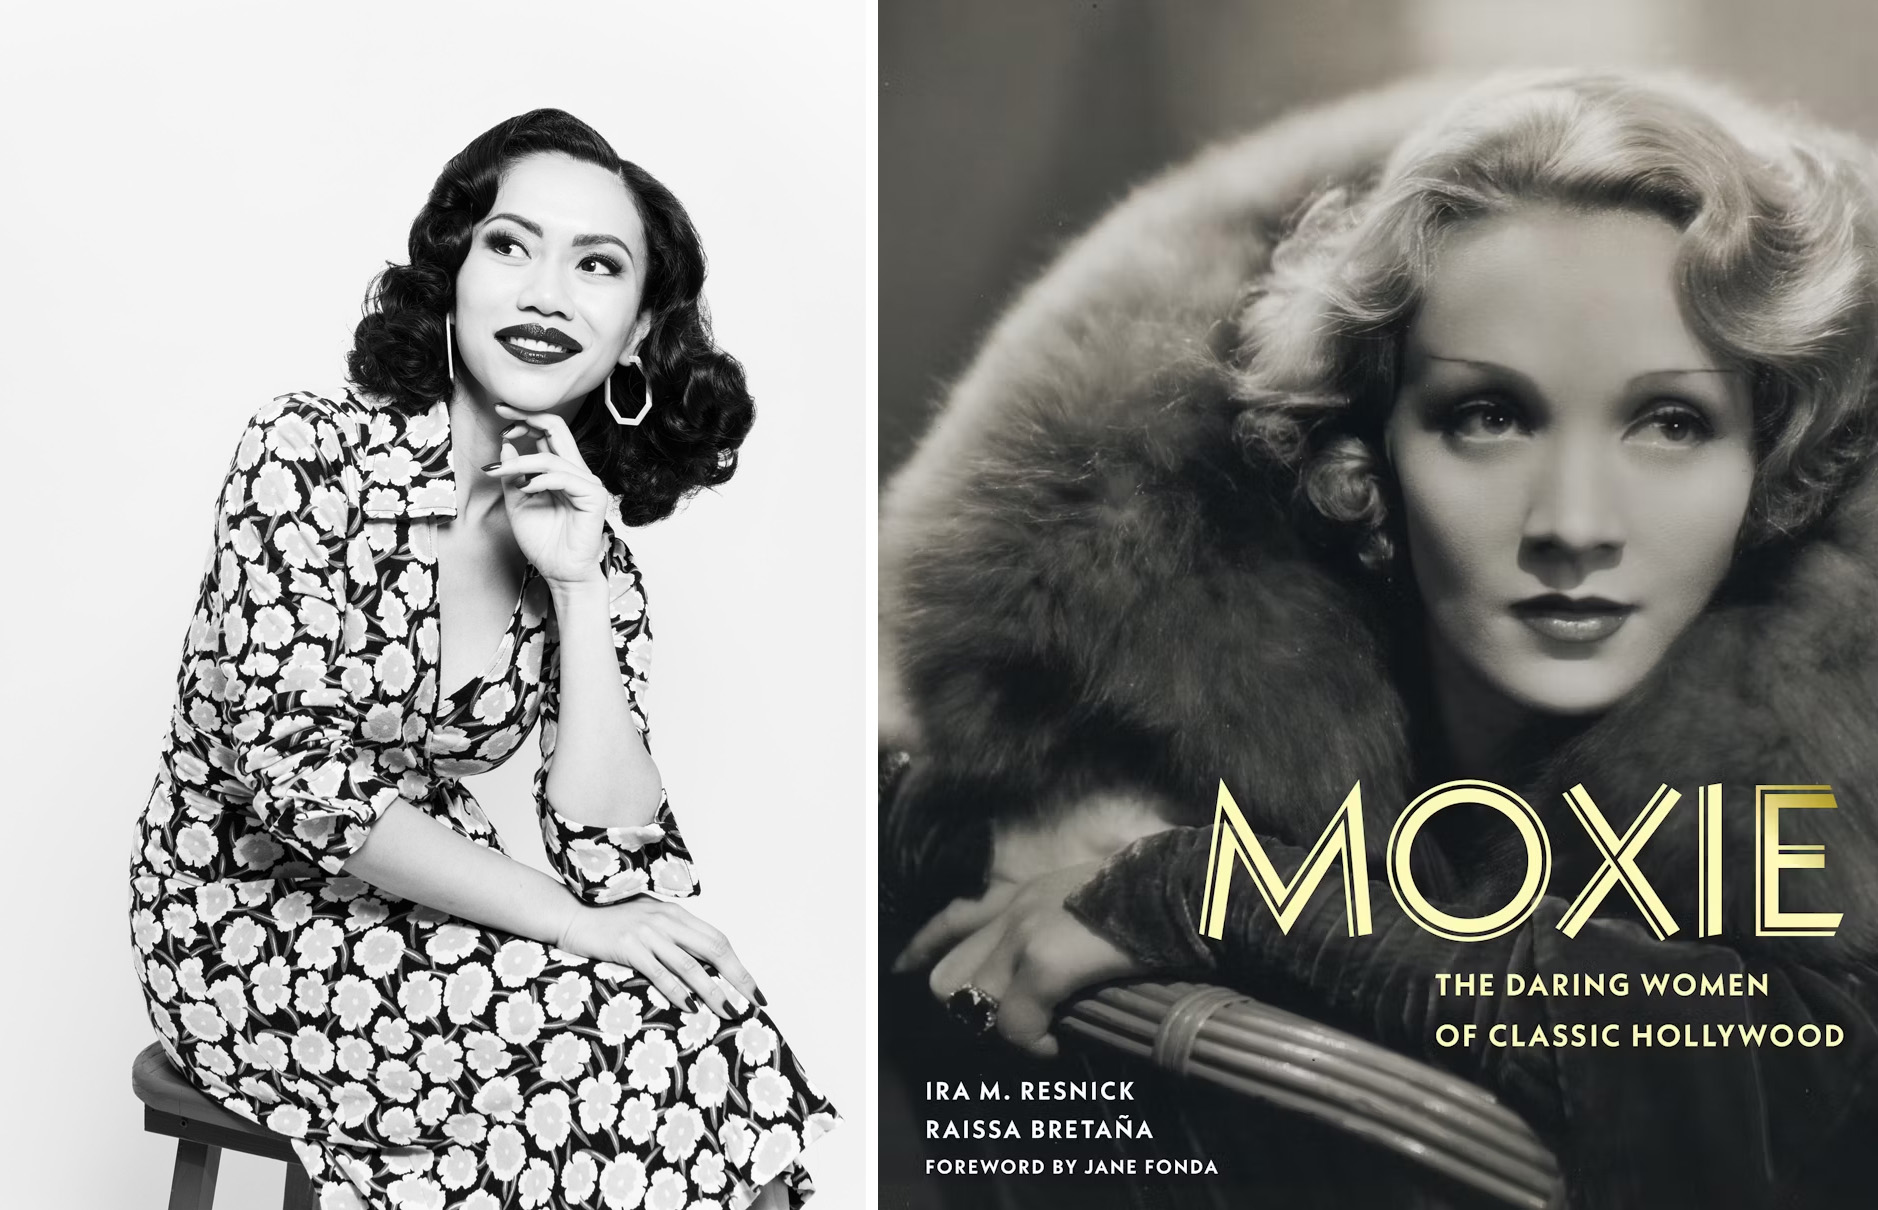 MOXIE
THE DARING WOMEN
OF CLASSIC HOLLYWOOD
IRA M. RESNICK
RAISSA BRETAÑA
FOREWORD BY JANE FONDA